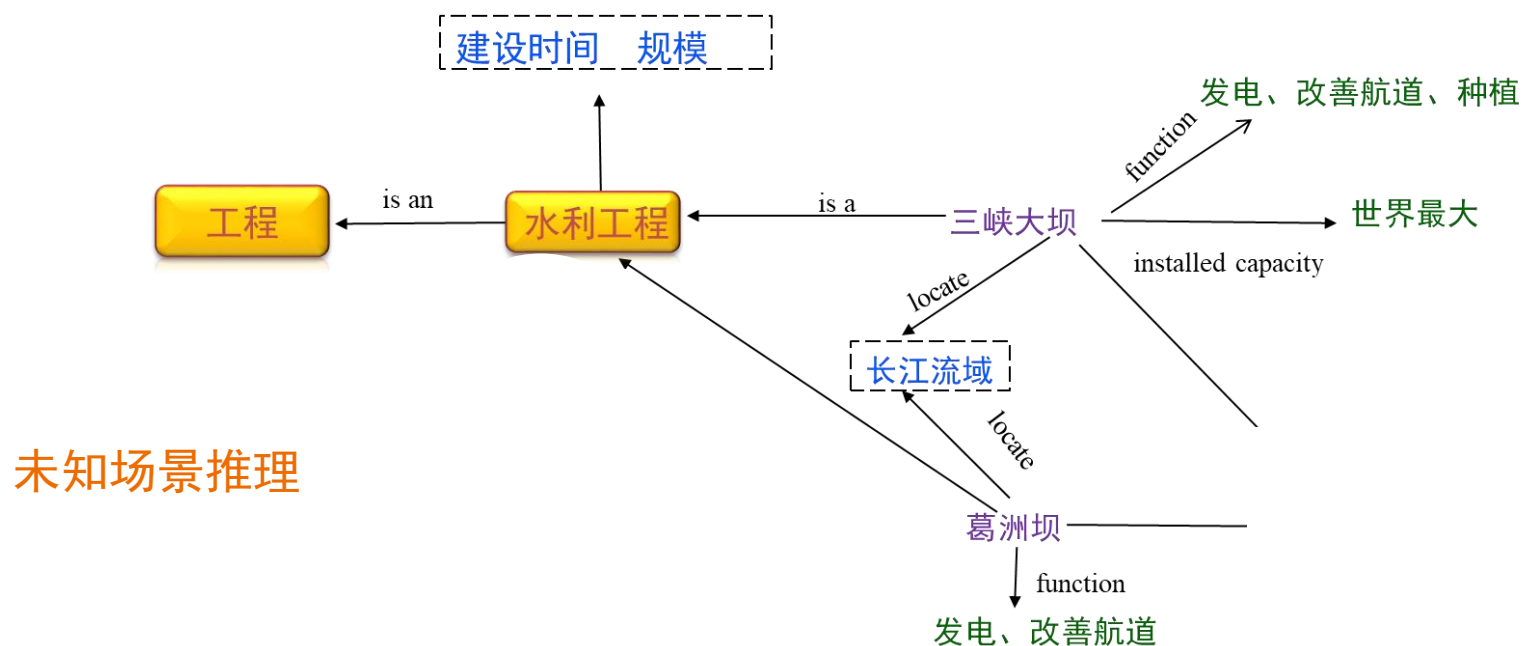 建设时间 规模
发电、改善航道、种植
function
is an
is a
工程
水利工程
三峡大坝
世界最大
installed capacity
locate
长江流域
locate
未知场景推理
葛洲坝
function
发电、改善航道